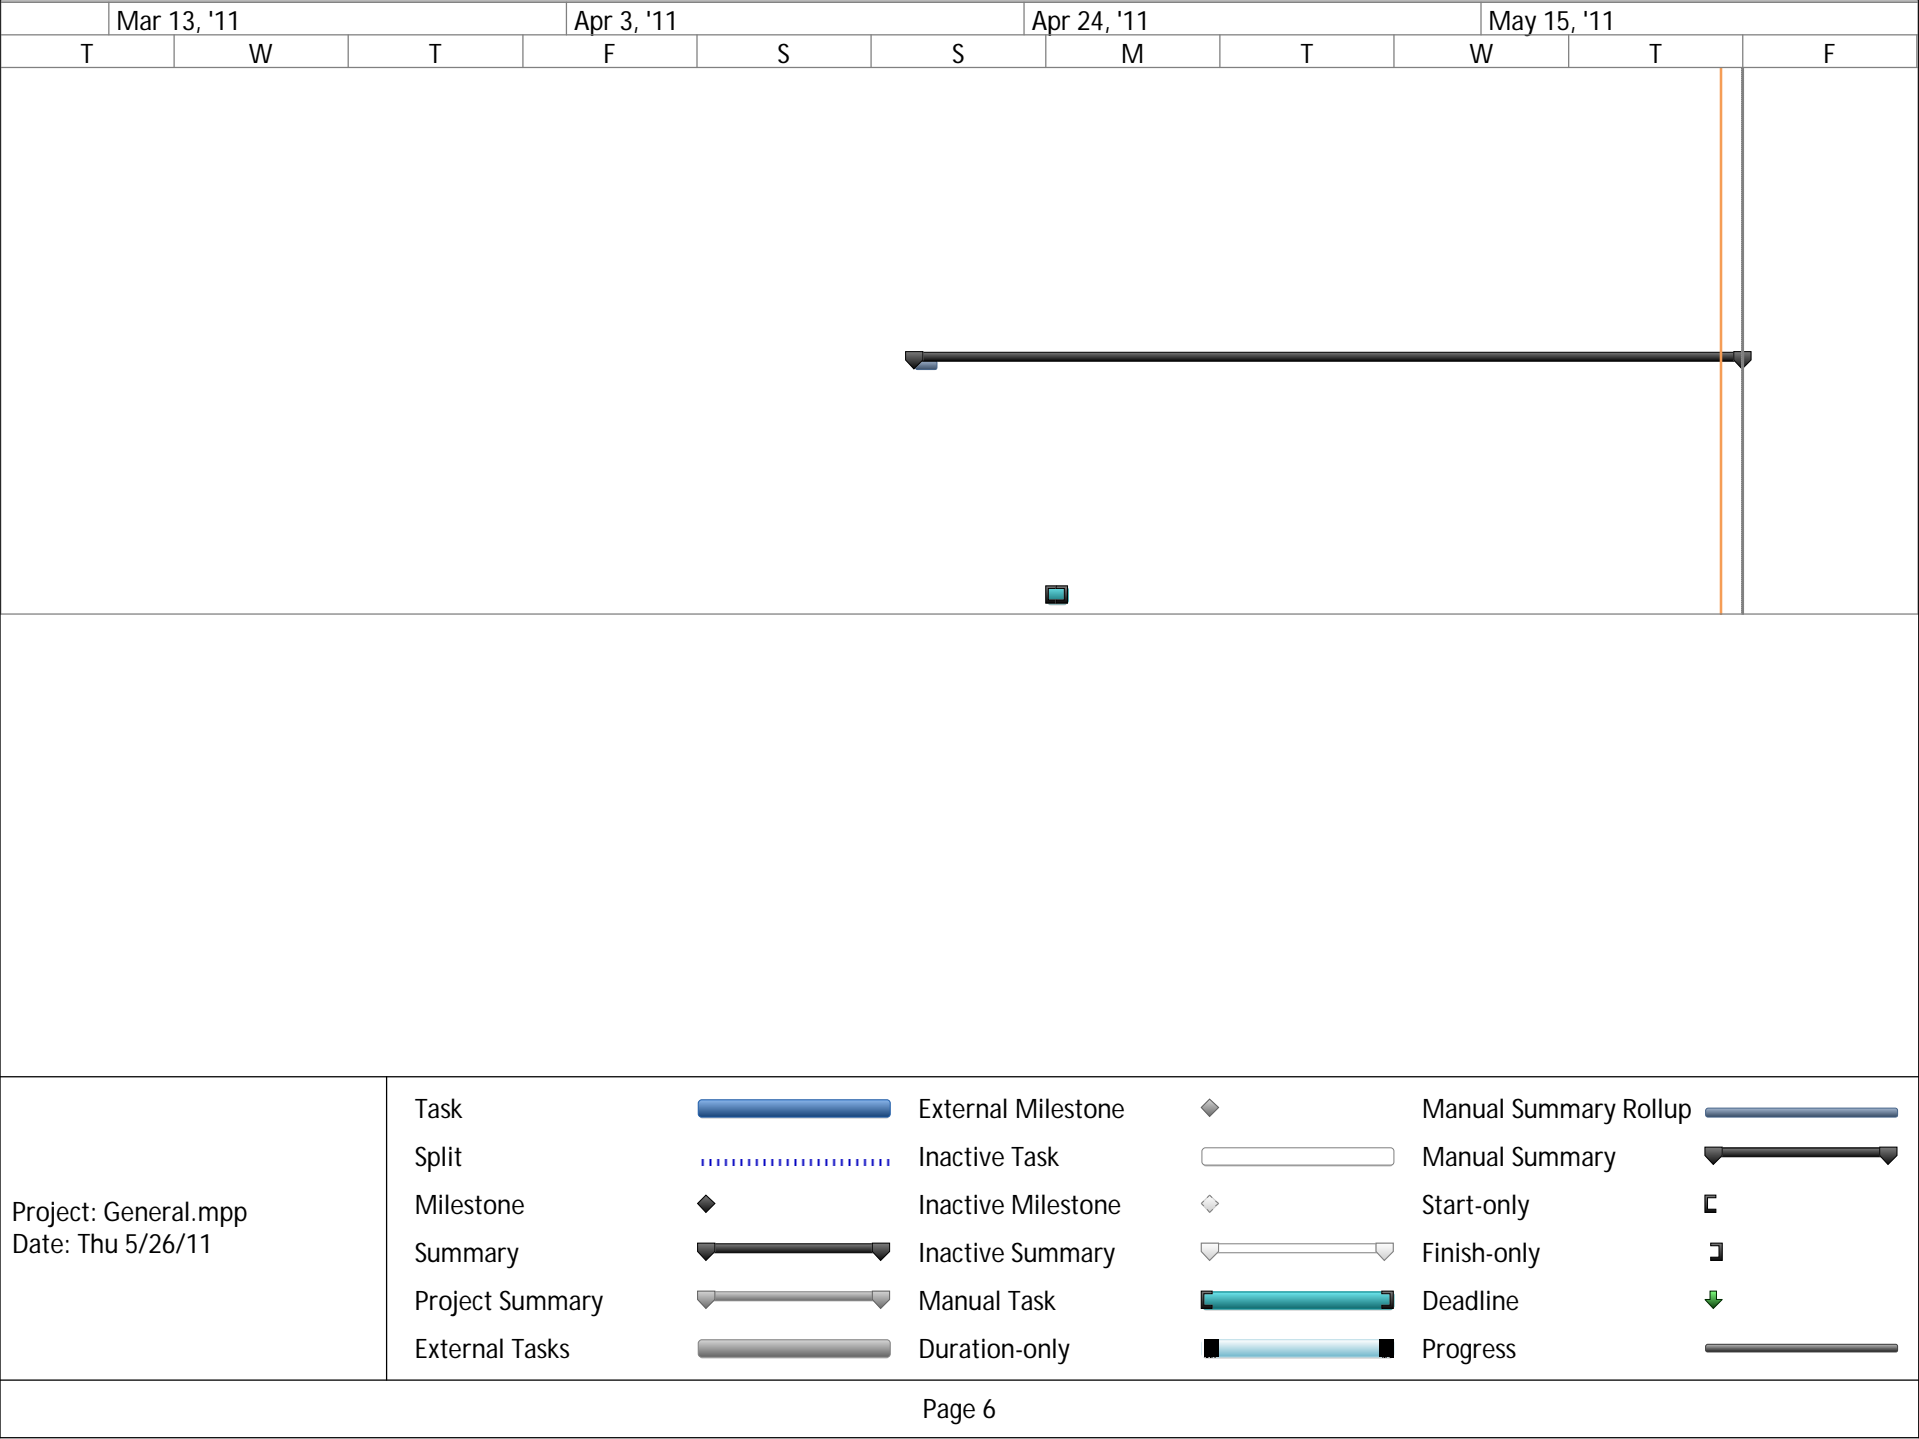 Mar 13, '11 Apr 3, '11 Apr 24, '11 May 15, '11
T W T F S S M T W T F
Task External Milestone Manual Summary Rollup
Split Inactive Task Manual Summary
Milestone Inactive Milestone Start-only
Project: General.mpp
Date: Thu 5/26/11
Summary Inactive Summary Finish-only
Project Summary Manual Task Deadline
External Tasks Duration-only Progress
Page 6